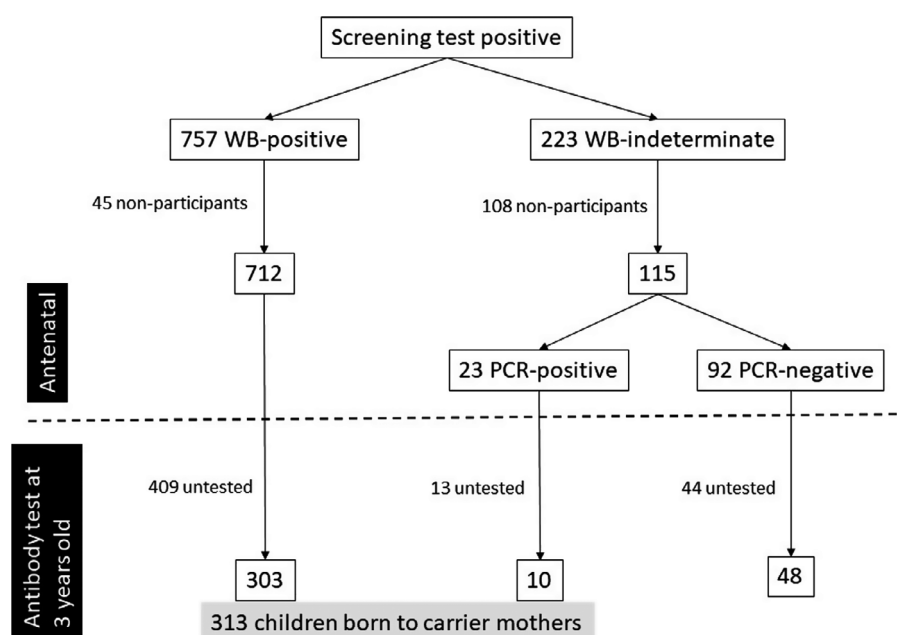 Screening test positive
757 WB-positive
223 WB-indeterminate
45 non-participants
108 non-participants
712
115
Antenatal
23 PCR-positive
92 PCR-negative
Antibody test at
3 years old
409 untested
13 untested
44 untested
303
10
48
313 children born to carrier mothers